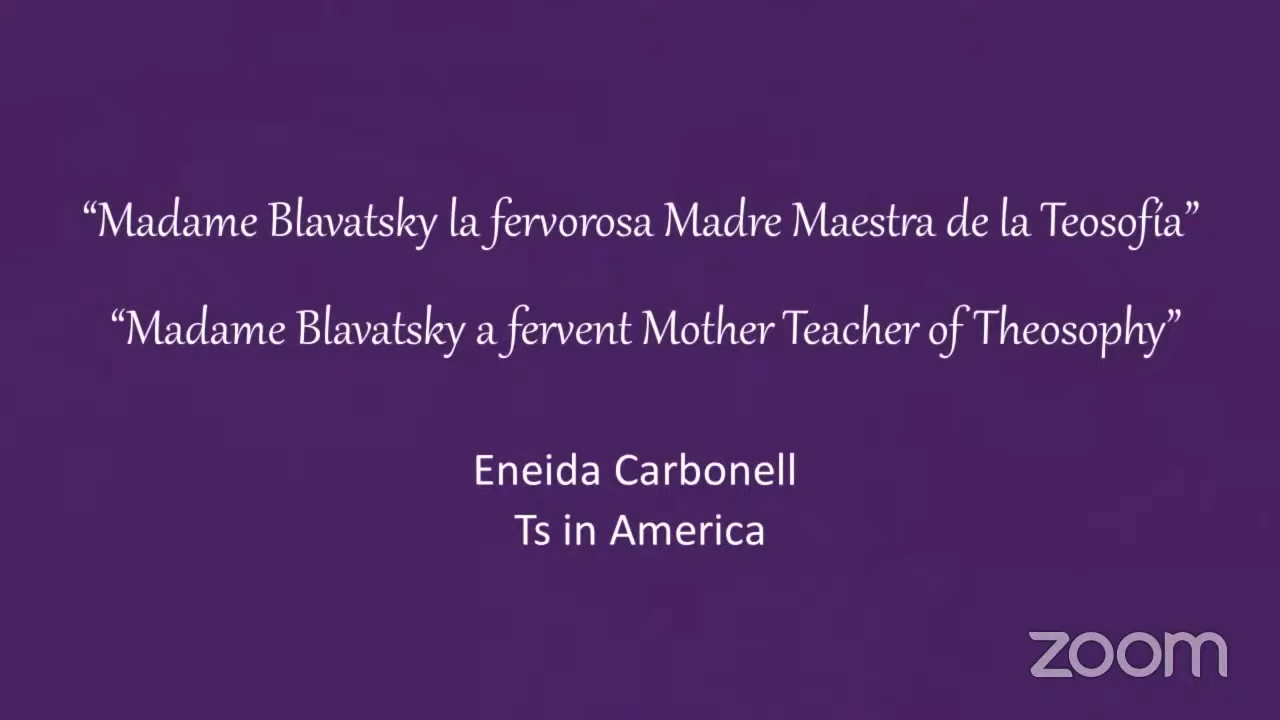 “Madame Blavatsky la fervorosa Madre Maestra de la Teosofía”
“Madame Blavatsky a fervent Mother Teacher of Theosophy”
Eneida Carbonell
Ts in America
zoom